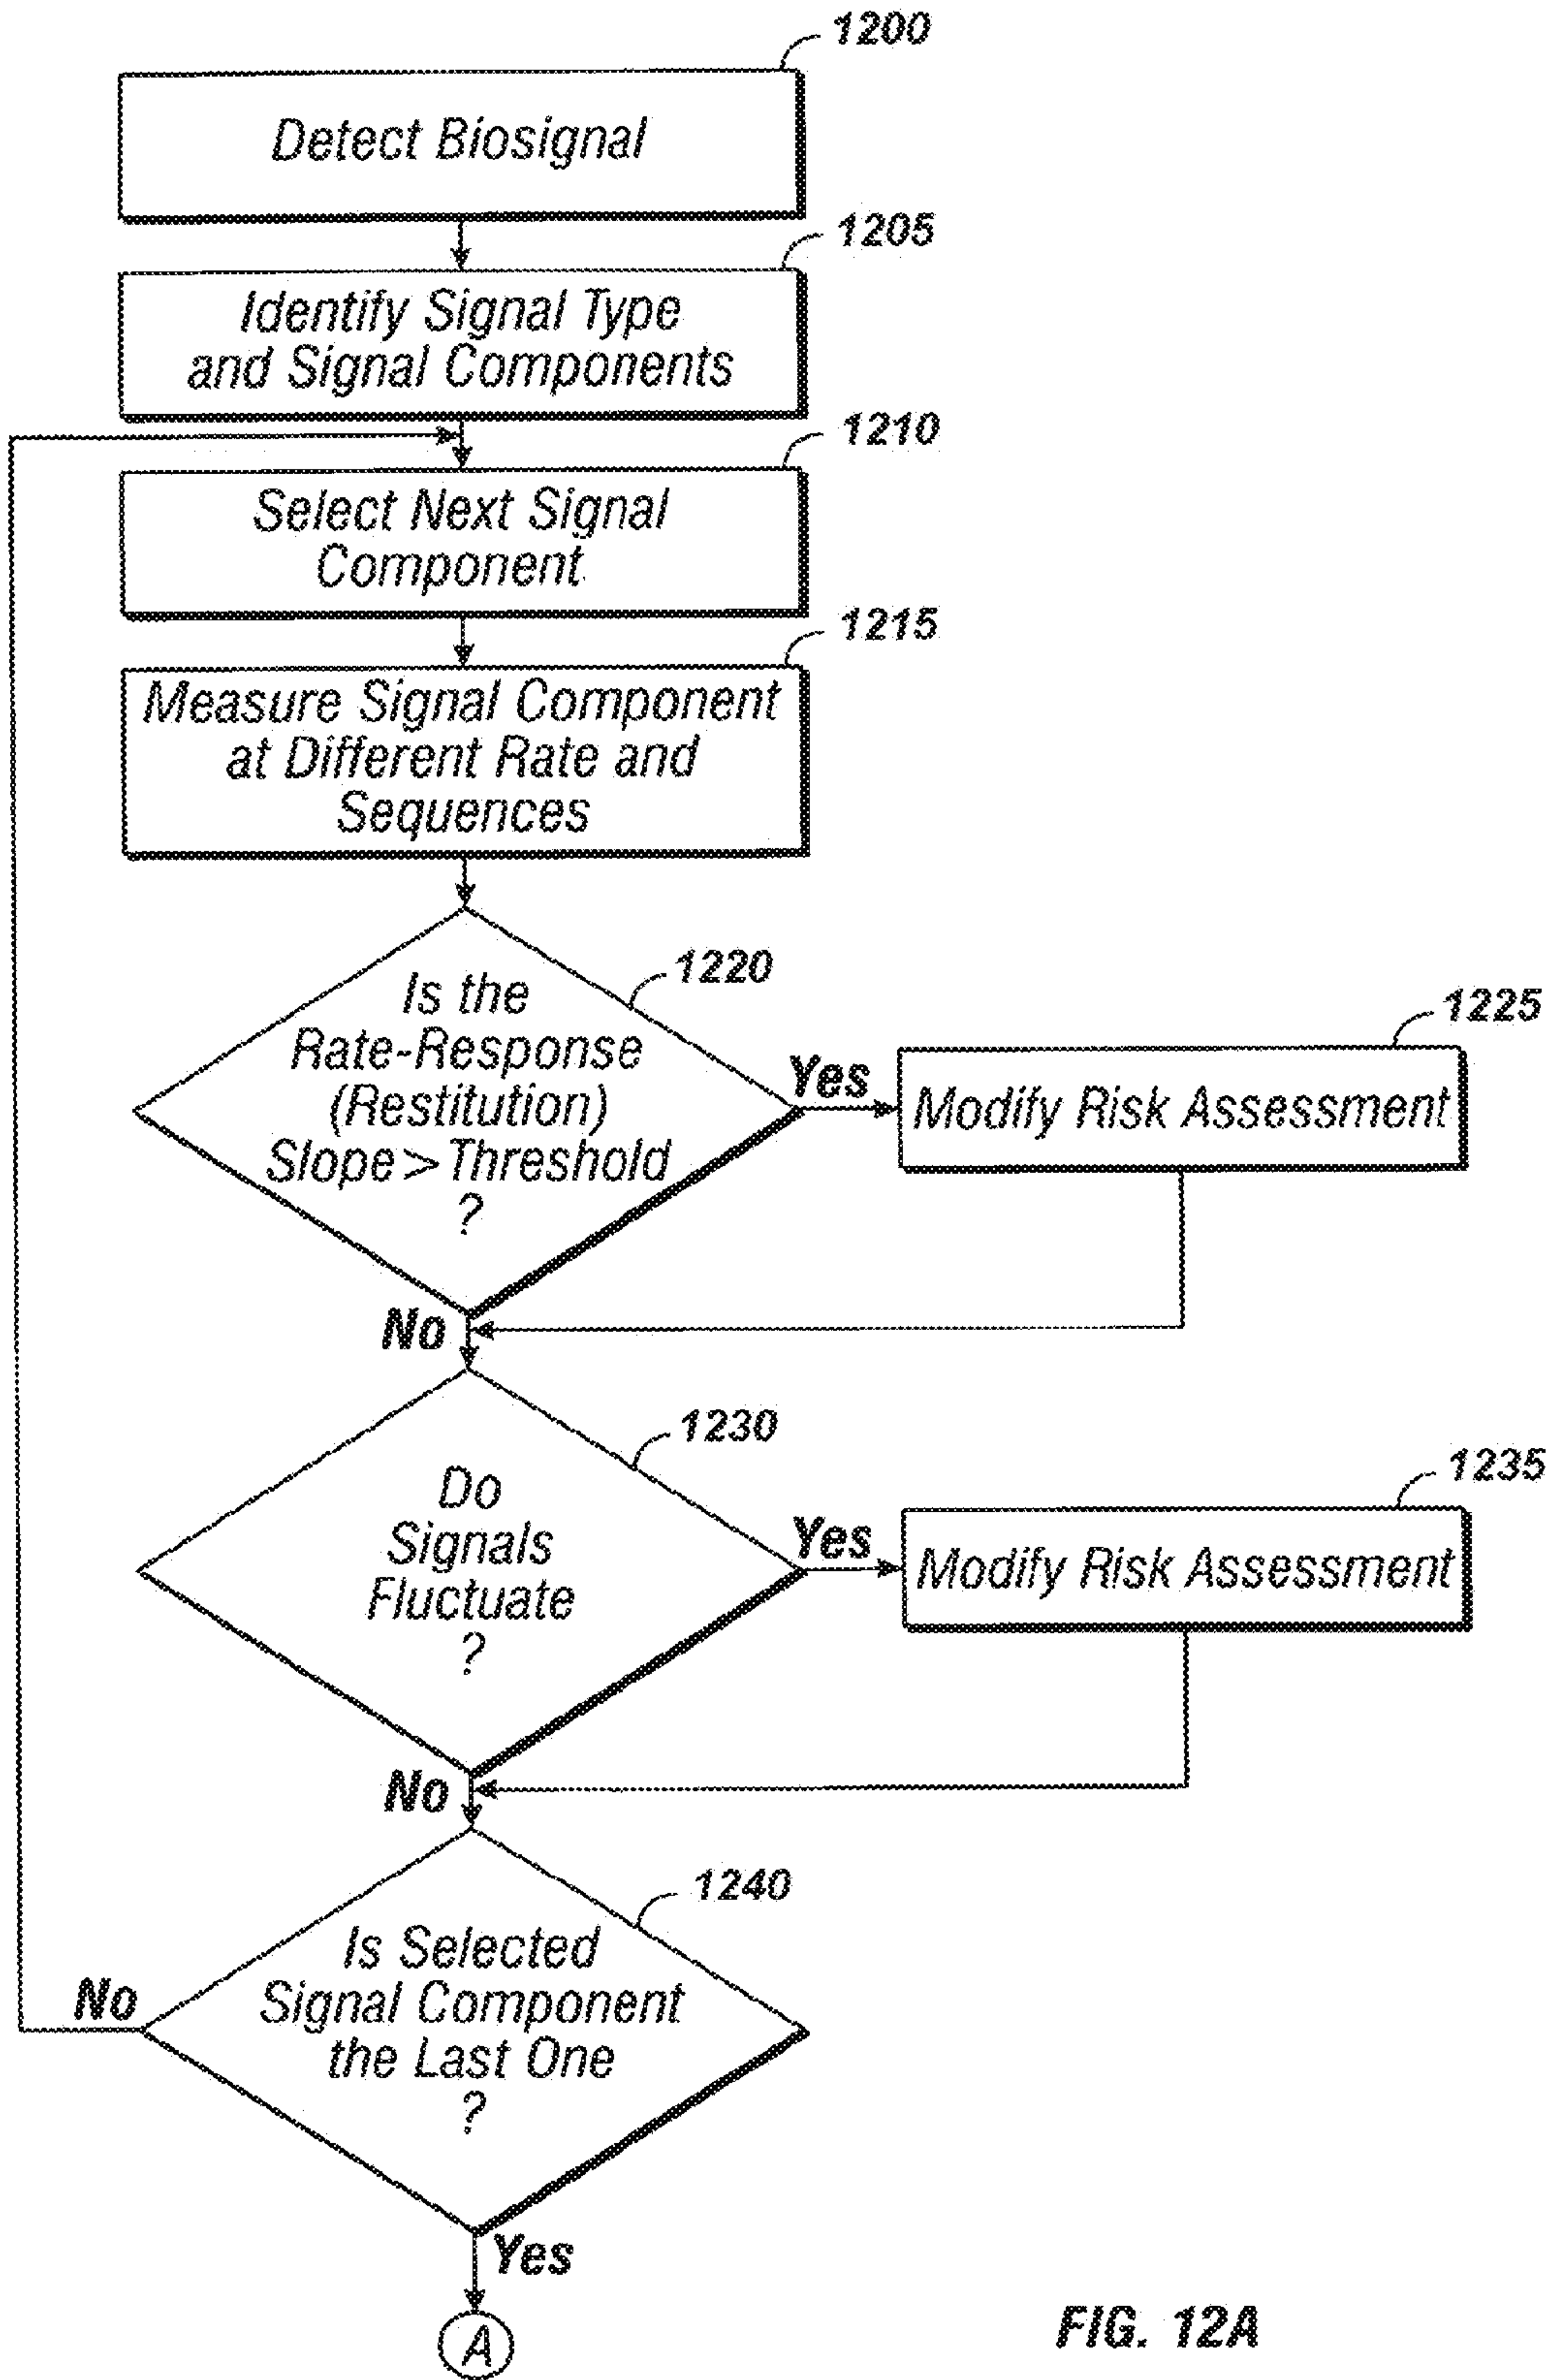 1200
Detect Biosignal
1205
Identify Signal Type
and Signal Components
1210
Select Next Signal
Component
1215
Measure Signal Component
at Different Rate and
Sequences
1220
Is the
Rate-Response
(Restitution)
Slope>Threshold
?
Yes
1225
Modify Risk Assessment
No
1230
Do
Signals
Fluctuate
?
Yes
1235
Modify Risk Assessment
No
1240
Is Selected
Signal Component
the Last One
?
No
Yes
A
FIG. 12A